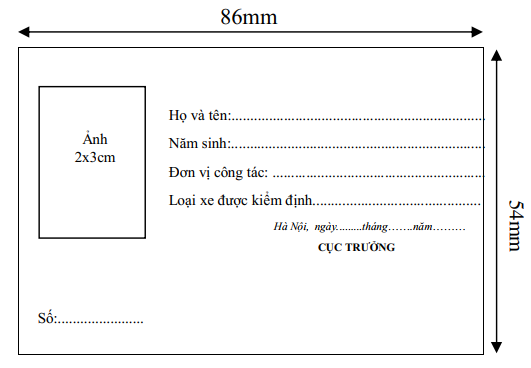 86mm
Ảnh
2x3cm
Họ và tên:..................................................................
Năm sinh:..................................................................
Đơn vị công tác: .......................................................
Loại xe được kiểm định............................................
Hà Nội, ngày.........tháng…….năm………
CỤC TRƯỞNG
Số:.......................
54mm